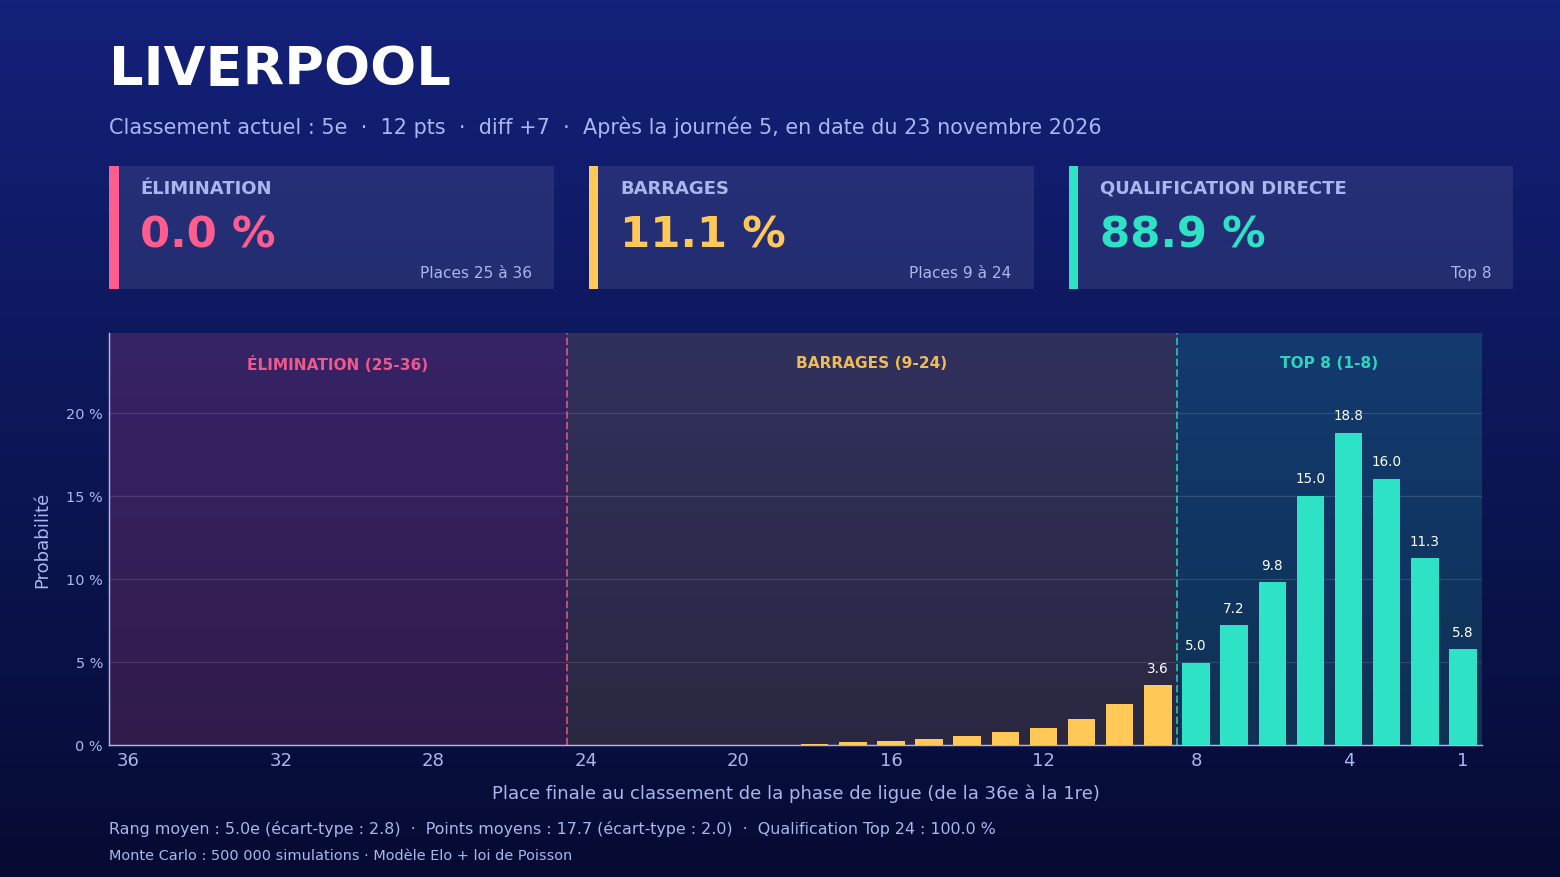 LIVERPOOL
Classement actuel : 5e · 12 pts · diff +7 · Après la journée 5, en date du 23 novembre 2026
ÉLIMINATION
0.0 %
Places 25 à 36
BARRAGES
11.1 %
Places 9 à 24
QUALIFICATION DIRECTE
88.9 %
Top 8
ÉLIMINATION (25-36)
BARRAGES (9-24)
TOP 8 (1-8)
Probabilité
20 %
15 %
10 %
5 %
0 %
3.6
5.0
7.2
9.8
15.0
18.8
16.0
11.3
5.8
36 32 28 24 20 16 12 8 4 1
Place finale au classement de la phase de ligue (de la 36e à la 1re)
Rang moyen : 5.0e (écart-type : 2.8) · Points moyens : 17.7 (écart-type : 2.0) · Qualification Top 24 : 100.0 %
Monte Carlo : 500 000 simulations · Modèle Elo + loi de Poisson